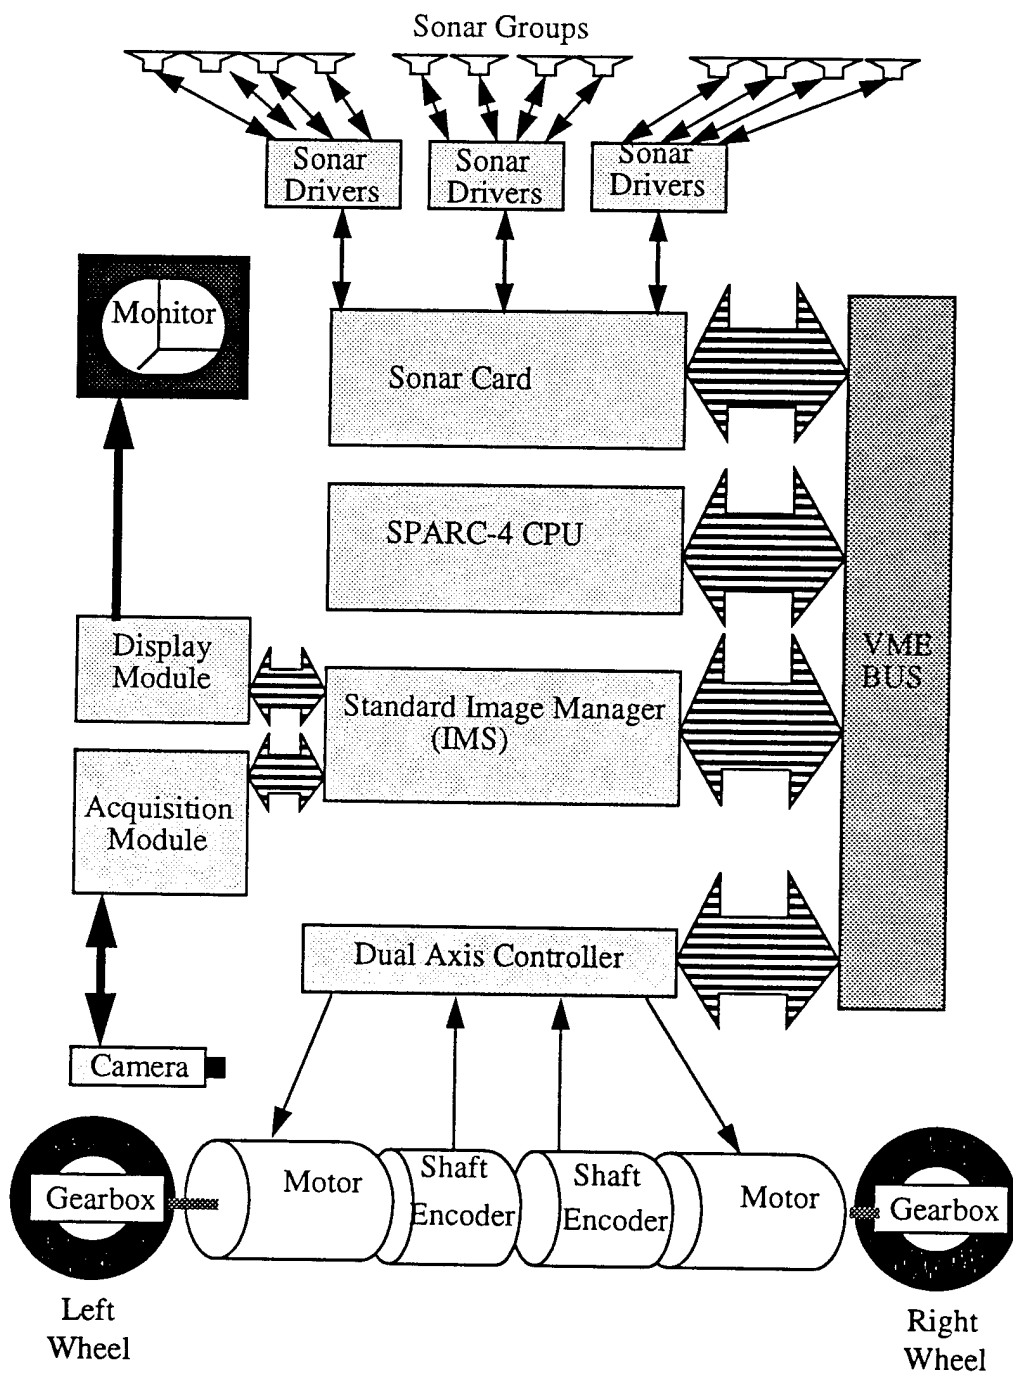 Sonar Groups
Sonar
Drivers
Sonar
Drivers
Sonar
Drivers
Monitor
Sonar Card
SPARC-4 CPU
VME
BUS
Display
Module
Standard Image Manager
(IMS)
Acquisition
Module
Dual Axis Controller
Camera
Gearbox
Motor
Shaft
Encoder
Shaft
Encoder
Motor
Gearbox
Left
Wheel
Right
Wheel